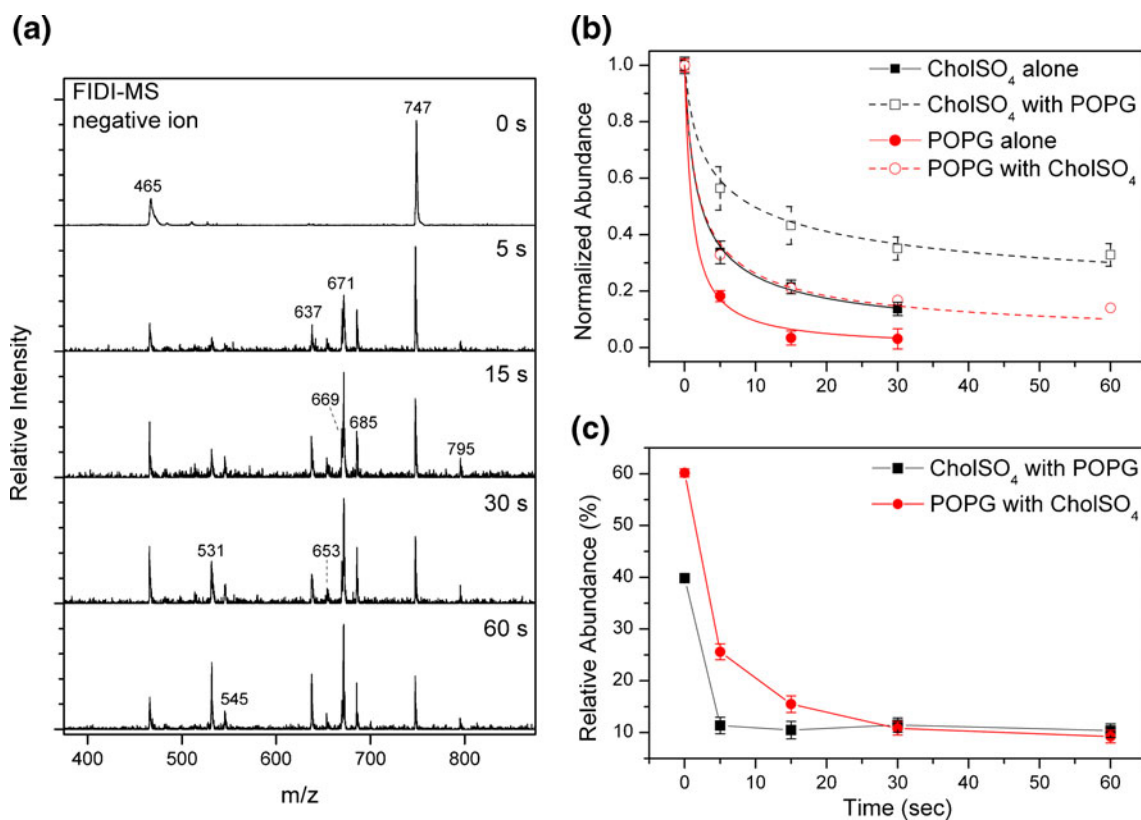 (a)
FIDI-MS
negative ion
0 s
465
747
5 s
637
671
15 s
669
685
795
30 s
531
653
60 s
545
400 500 600 700 800
m/z
Relative Intensity
(b)
CholSO₄ alone
CholSO₄ with POPG
POPG alone
POPG with CholSO₄
1.0
0.8
0.6
0.4
0.2
0.0
Normalized Abundance
0 10 20 30 40 50 60
(c)
CholSO₄ with POPG
POPG with CholSO₄
60
50
40
30
20
10
Relative Abundance (%)
0 10 20 30 40 50 60
Time (sec)